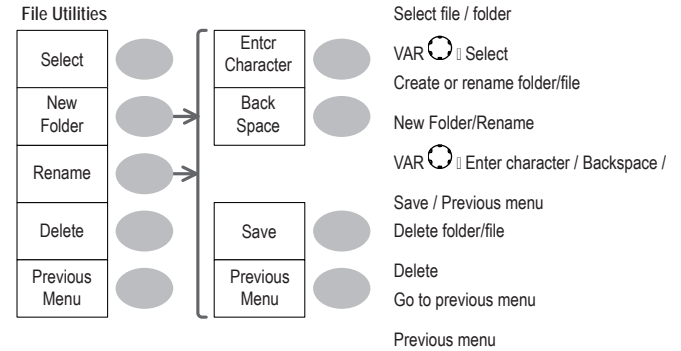 File Utilities
Select
New
Folder
Rename
Delete
Previous
Menu
Entcr
Character
Back
Space
Save
Previous
Menu
Select file / folder
VAR ▯ Select
Create or rename folder/file
New Folder/Rename
VAR ▯ Enter character / Backspace /
Save / Previous menu
Delete folder/file
Delete
Go to previous menu
Previous menu